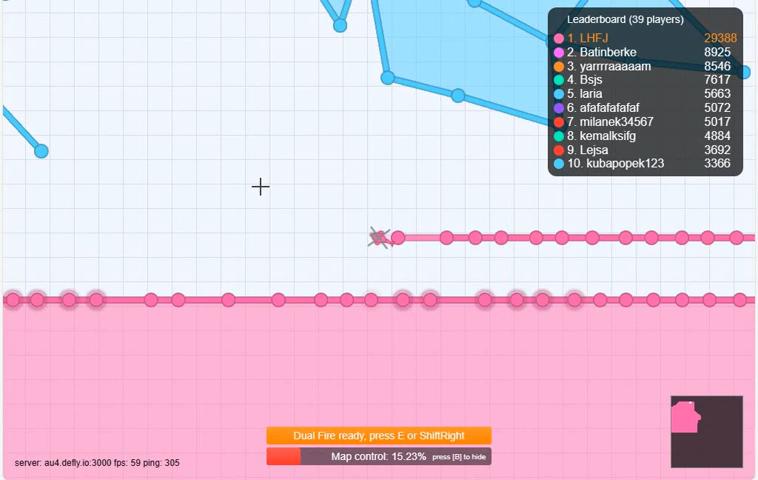 Leaderboard (39 players)
1. LHFJ 29388
2. Batinberke 8925
3. yarrrraaaaam 8546
4. Bsjs 7617
5. laria 5663
6. afafafafafaf 5072
7. milanek34567 5017
8. kemalksifg 4884
9. Lejsa 3692
10. kubapopek123 3366
Dual Fire ready, press E or ShiftRight
Map control: 15.23% press [B] to hide
server: au4.defly.io:3000 fps: 59 ping: 305